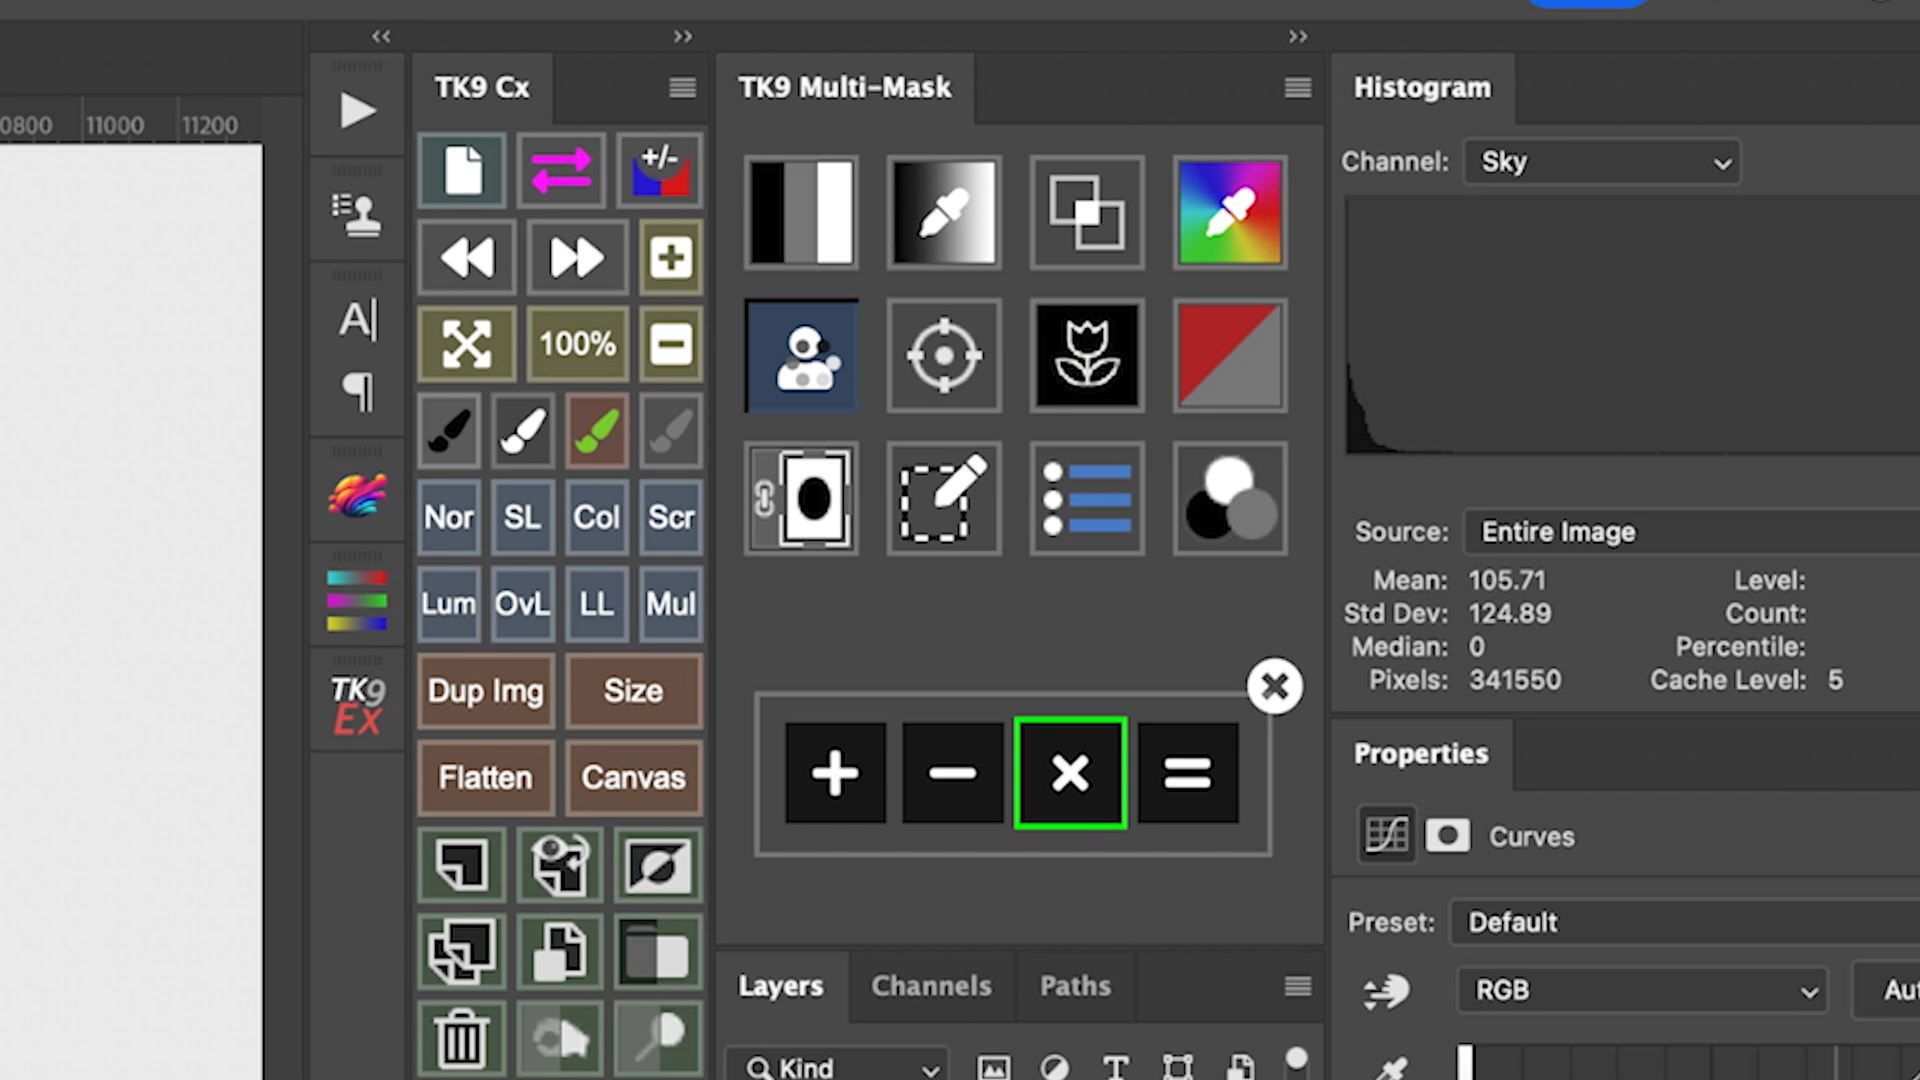 0800 11000 11200
A
TK9
Ex
TK9 Cx
+/-
100%
Nor SL Col Scr
Lum OvL LL Mul
Dup Img Size
Flatten Canvas
TK9 Multi-Mask
+ − × =
Layers Channels Paths
Kind
T
Histogram
Channel: Sky
Source: Entire Image
Mean: 105.71 Level:
Std Dev: 124.89 Count:
Median: 0 Percentile:
Pixels: 341550 Cache Level: 5
Properties
Curves
Preset: Default
RGB Aut